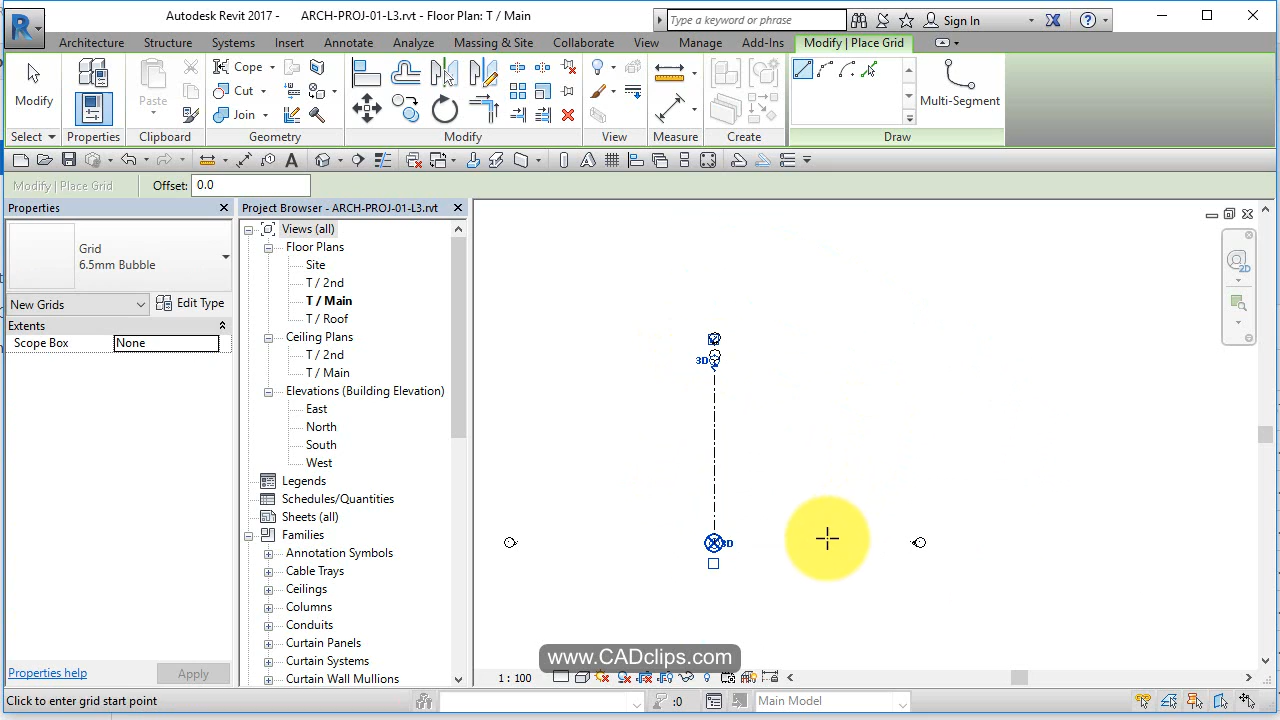 Autodesk Revit 2017 - ARCH-PROJ-01-L3.rvt - Floor Plan: T / Main
Type a keyword or phrase
Sign In
Architecture Structure Systems Insert Annotate Analyze Massing & Site Collaborate View Manage Add-Ins Modify | Place Grid
Modify
Properties
Paste
Cope
Cut
Join
Multi-Segment
Select Properties Clipboard Geometry Modify View Measure Create Draw
Modify | Place Grid Offset: 0.0
Properties
Grid
6.5mm Bubble
New Grids Edit Type
Extents
Scope Box None
Properties help Apply
Project Browser - ARCH-PROJ-01-L3.rvt
Views (all)
Floor Plans
Site
T / 2nd
T / Main
T / Roof
Ceiling Plans
T / 2nd
T / Main
Elevations (Building Elevation)
East
North
South
West
Legends
Schedules/Quantities
Sheets (all)
Families
Annotation Symbols
Cable Trays
Ceilings
Columns
Conduits
Curtain Panels
Curtain Systems
Curtain Wall Mullions
2D
3D
3D
www.CADclips.com
1 : 100
Click to enter grid start point
:0
Main Model